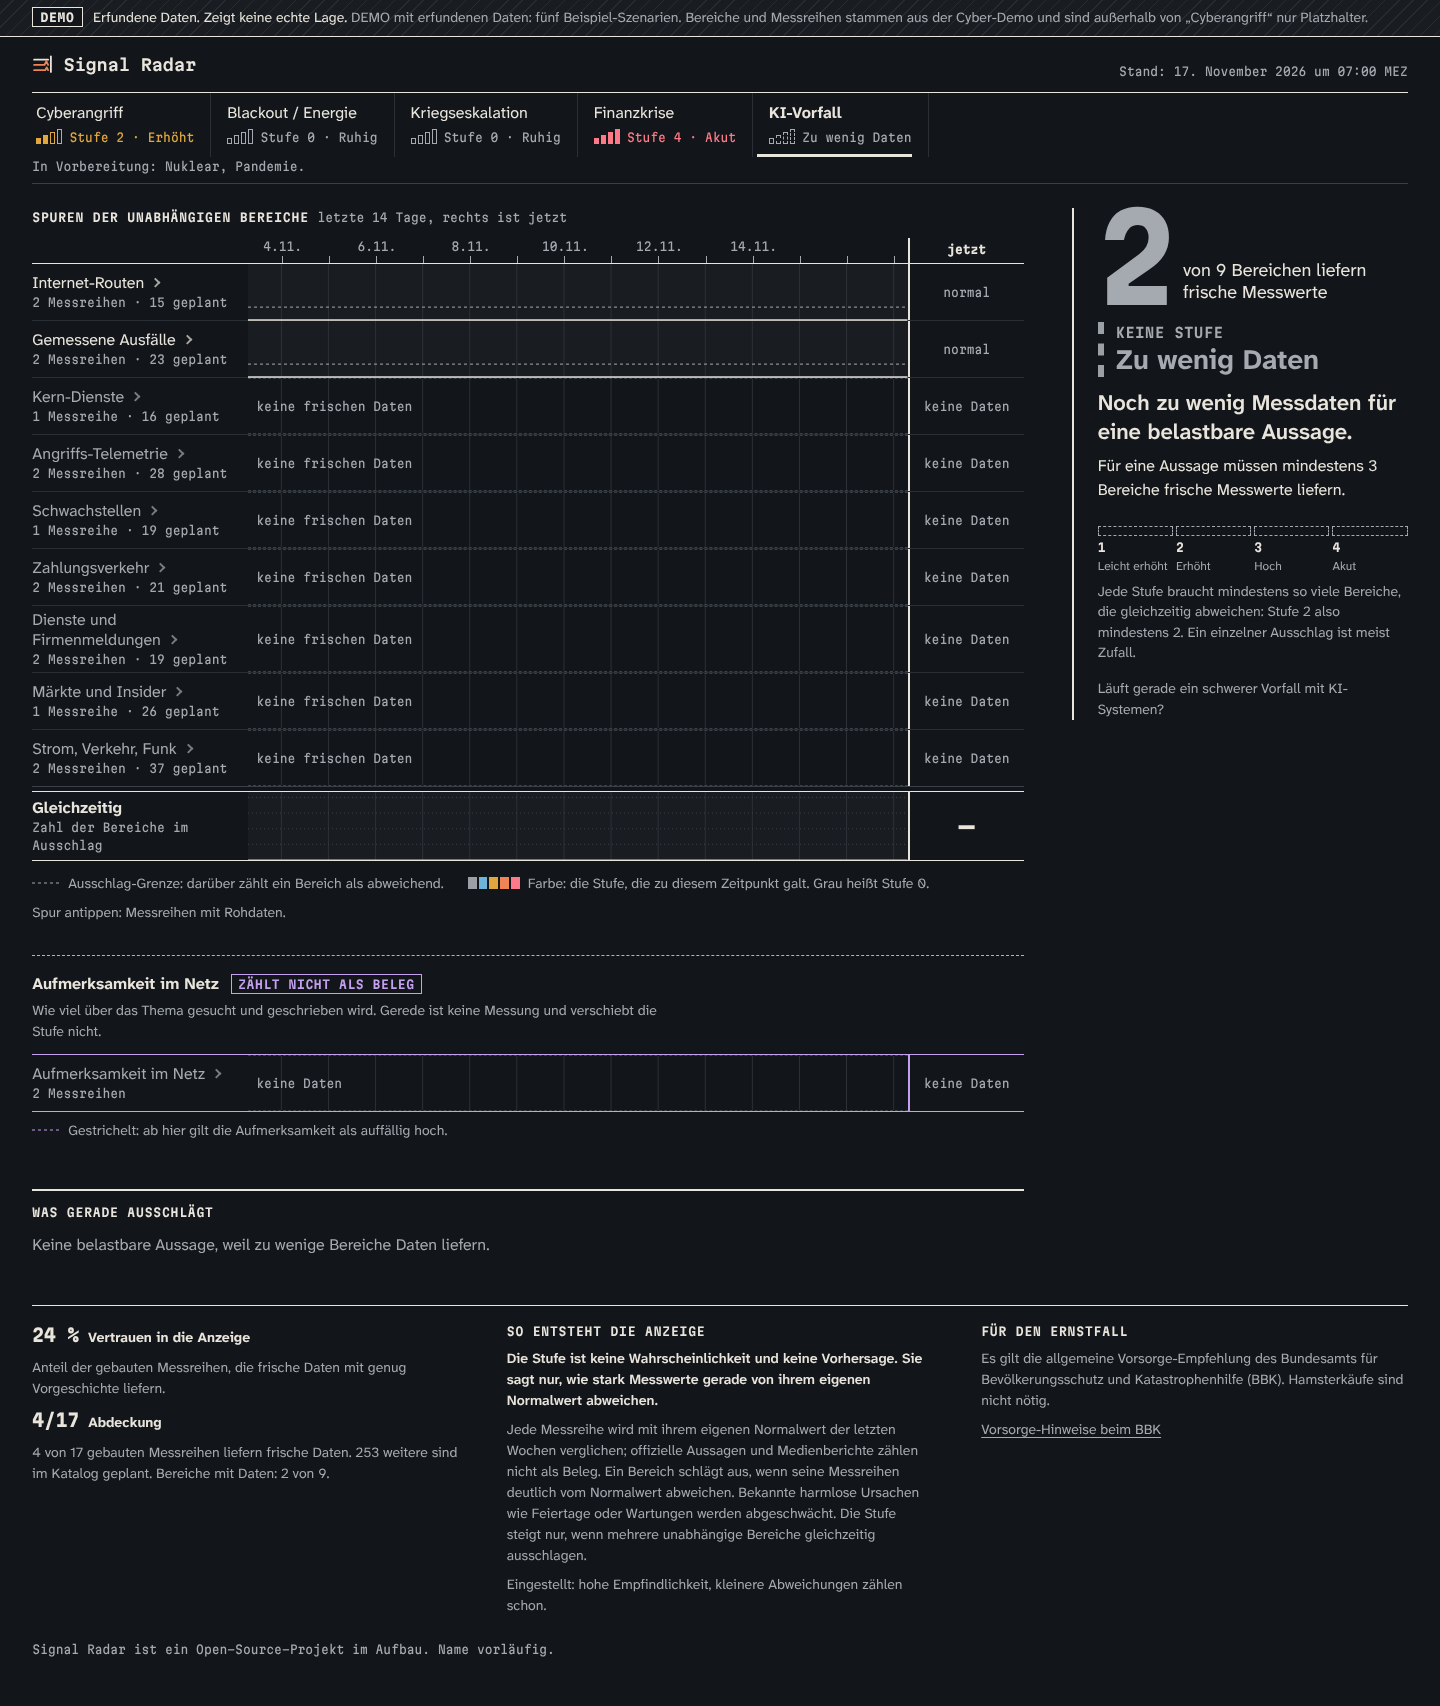 DEMO Erfundene Daten. Zeigt keine echte Lage. DEMO mit erfundenen Daten: fünf Beispiel-Szenarien. Bereiche und Messreihen stammen aus der Cyber-Demo und sind außerhalb von „Cyberangriff“ nur Platzhalter.
Signal Radar
Stand: 17. November 2026 um 07:00 MEZ
Cyberangriff
Stufe 2 · Erhöht
Blackout / Energie
Stufe 0 · Ruhig
Kriegseskalation
Stufe 0 · Ruhig
Finanzkrise
Stufe 4 · Akut
KI-Vorfall
Zu wenig Daten
In Vorbereitung: Nuklear, Pandemie.
SPUREN DER UNABHÄNGIGEN BEREICHE letzte 14 Tage, rechts ist jetzt
4.11. 6.11. 8.11. 10.11. 12.11. 14.11. jetzt
Internet-Routen
2 Messreihen · 15 geplant
normal
Gemessene Ausfälle
2 Messreihen · 23 geplant
normal
Kern-Dienste
1 Messreihe · 16 geplant
keine frischen Daten
keine Daten
Angriffs-Telemetrie
2 Messreihen · 28 geplant
keine frischen Daten
keine Daten
Schwachstellen
1 Messreihe · 19 geplant
keine frischen Daten
keine Daten
Zahlungsverkehr
2 Messreihen · 21 geplant
keine frischen Daten
keine Daten
Dienste und
Firmenmeldungen
2 Messreihen · 19 geplant
keine frischen Daten
keine Daten
Märkte und Insider
1 Messreihe · 26 geplant
keine frischen Daten
keine Daten
Strom, Verkehr, Funk
2 Messreihen · 37 geplant
keine frischen Daten
keine Daten
Gleichzeitig
Zahl der Bereiche im
Ausschlag
—
Ausschlag-Grenze: darüber zählt ein Bereich als abweichend.
Farbe: die Stufe, die zu diesem Zeitpunkt galt. Grau heißt Stufe 0.
Spur antippen: Messreihen mit Rohdaten.
2 von 9 Bereichen liefern
frische Messwerte
KEINE STUFE
Zu wenig Daten
Noch zu wenig Messdaten für
eine belastbare Aussage.
Für eine Aussage müssen mindestens 3
Bereiche frische Messwerte liefern.
1 2 3 4
Leicht erhöht Erhöht Hoch Akut
Jede Stufe braucht mindestens so viele Bereiche,
die gleichzeitig abweichen: Stufe 2 also
mindestens 2. Ein einzelner Ausschlag ist meist
Zufall.
Läuft gerade ein schwerer Vorfall mit KI-
Systemen?
Aufmerksamkeit im Netz ZÄHLT NICHT ALS BELEG
Wie viel über das Thema gesucht und geschrieben wird. Gerede ist keine Messung und verschiebt die
Stufe nicht.
Aufmerksamkeit im Netz
2 Messreihen
keine Daten
keine Daten
Gestrichelt: ab hier gilt die Aufmerksamkeit als auffällig hoch.
WAS GERADE AUSSCHLÄGT
Keine belastbare Aussage, weil zu wenige Bereiche Daten liefern.
24 % Vertrauen in die Anzeige
Anteil der gebauten Messreihen, die frische Daten mit genug
Vorgeschichte liefern.
4/17 Abdeckung
4 von 17 gebauten Messreihen liefern frische Daten. 253 weitere sind
im Katalog geplant. Bereiche mit Daten: 2 von 9.
SO ENTSTEHT DIE ANZEIGE
Die Stufe ist keine Wahrscheinlichkeit und keine Vorhersage. Sie
sagt nur, wie stark Messwerte gerade von ihrem eigenen
Normalwert abweichen.
Jede Messreihe wird mit ihrem eigenen Normalwert der letzten
Wochen verglichen; offizielle Aussagen und Medienberichte zählen
nicht als Beleg. Ein Bereich schlägt aus, wenn seine Messreihen
deutlich vom Normalwert abweichen. Bekannte harmlose Ursachen
wie Feiertage oder Wartungen werden abgeschwächt. Die Stufe
steigt nur, wenn mehrere unabhängige Bereiche gleichzeitig
ausschlagen.
Eingestellt: hohe Empfindlichkeit, kleinere Abweichungen zählen
schon.
FÜR DEN ERNSTFALL
Es gilt die allgemeine Vorsorge-Empfehlung des Bundesamts für
Bevölkerungsschutz und Katastrophenhilfe (BBK). Hamsterkäufe sind
nicht nötig.
Vorsorge-Hinweise beim BBK
Signal Radar ist ein Open-Source-Projekt im Aufbau. Name vorläufig.